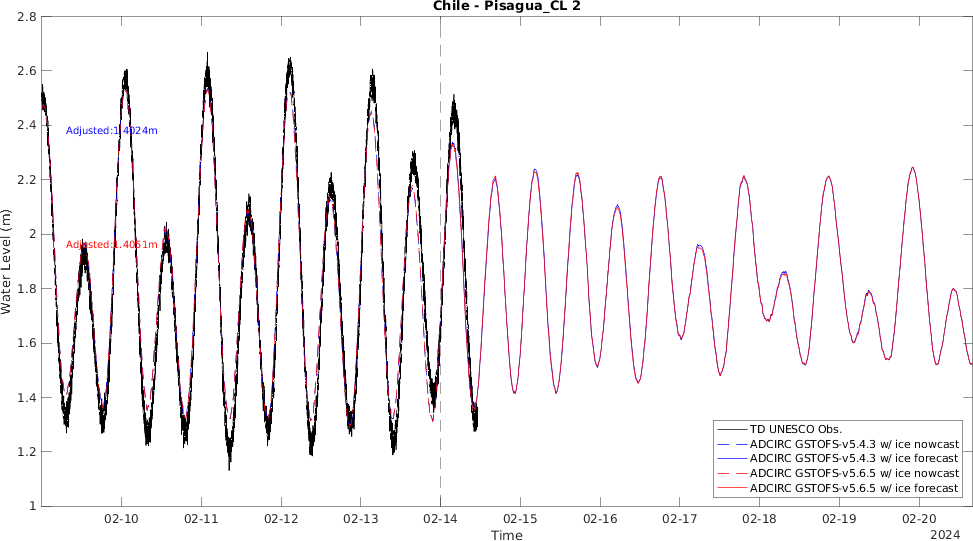 Chile - Pisagua_CL 2
2.8
2.6
2.4
2.2
2
1.8
1.6
1.4
1.2
1
Water Level (m)
Adjusted:1.4024m
Adjusted:1.4051m
TD UNESCO Obs.
ADCIRC GSTOFS-v5.4.3 w/ ice nowcast
ADCIRC GSTOFS-v5.4.3 w/ ice forecast
ADCIRC GSTOFS-v5.6.5 w/ ice nowcast
ADCIRC GSTOFS-v5.6.5 w/ ice forecast
02-10 02-11 02-12 02-13 02-14 02-15 02-16 02-17 02-18 02-19 02-20
Time
2024